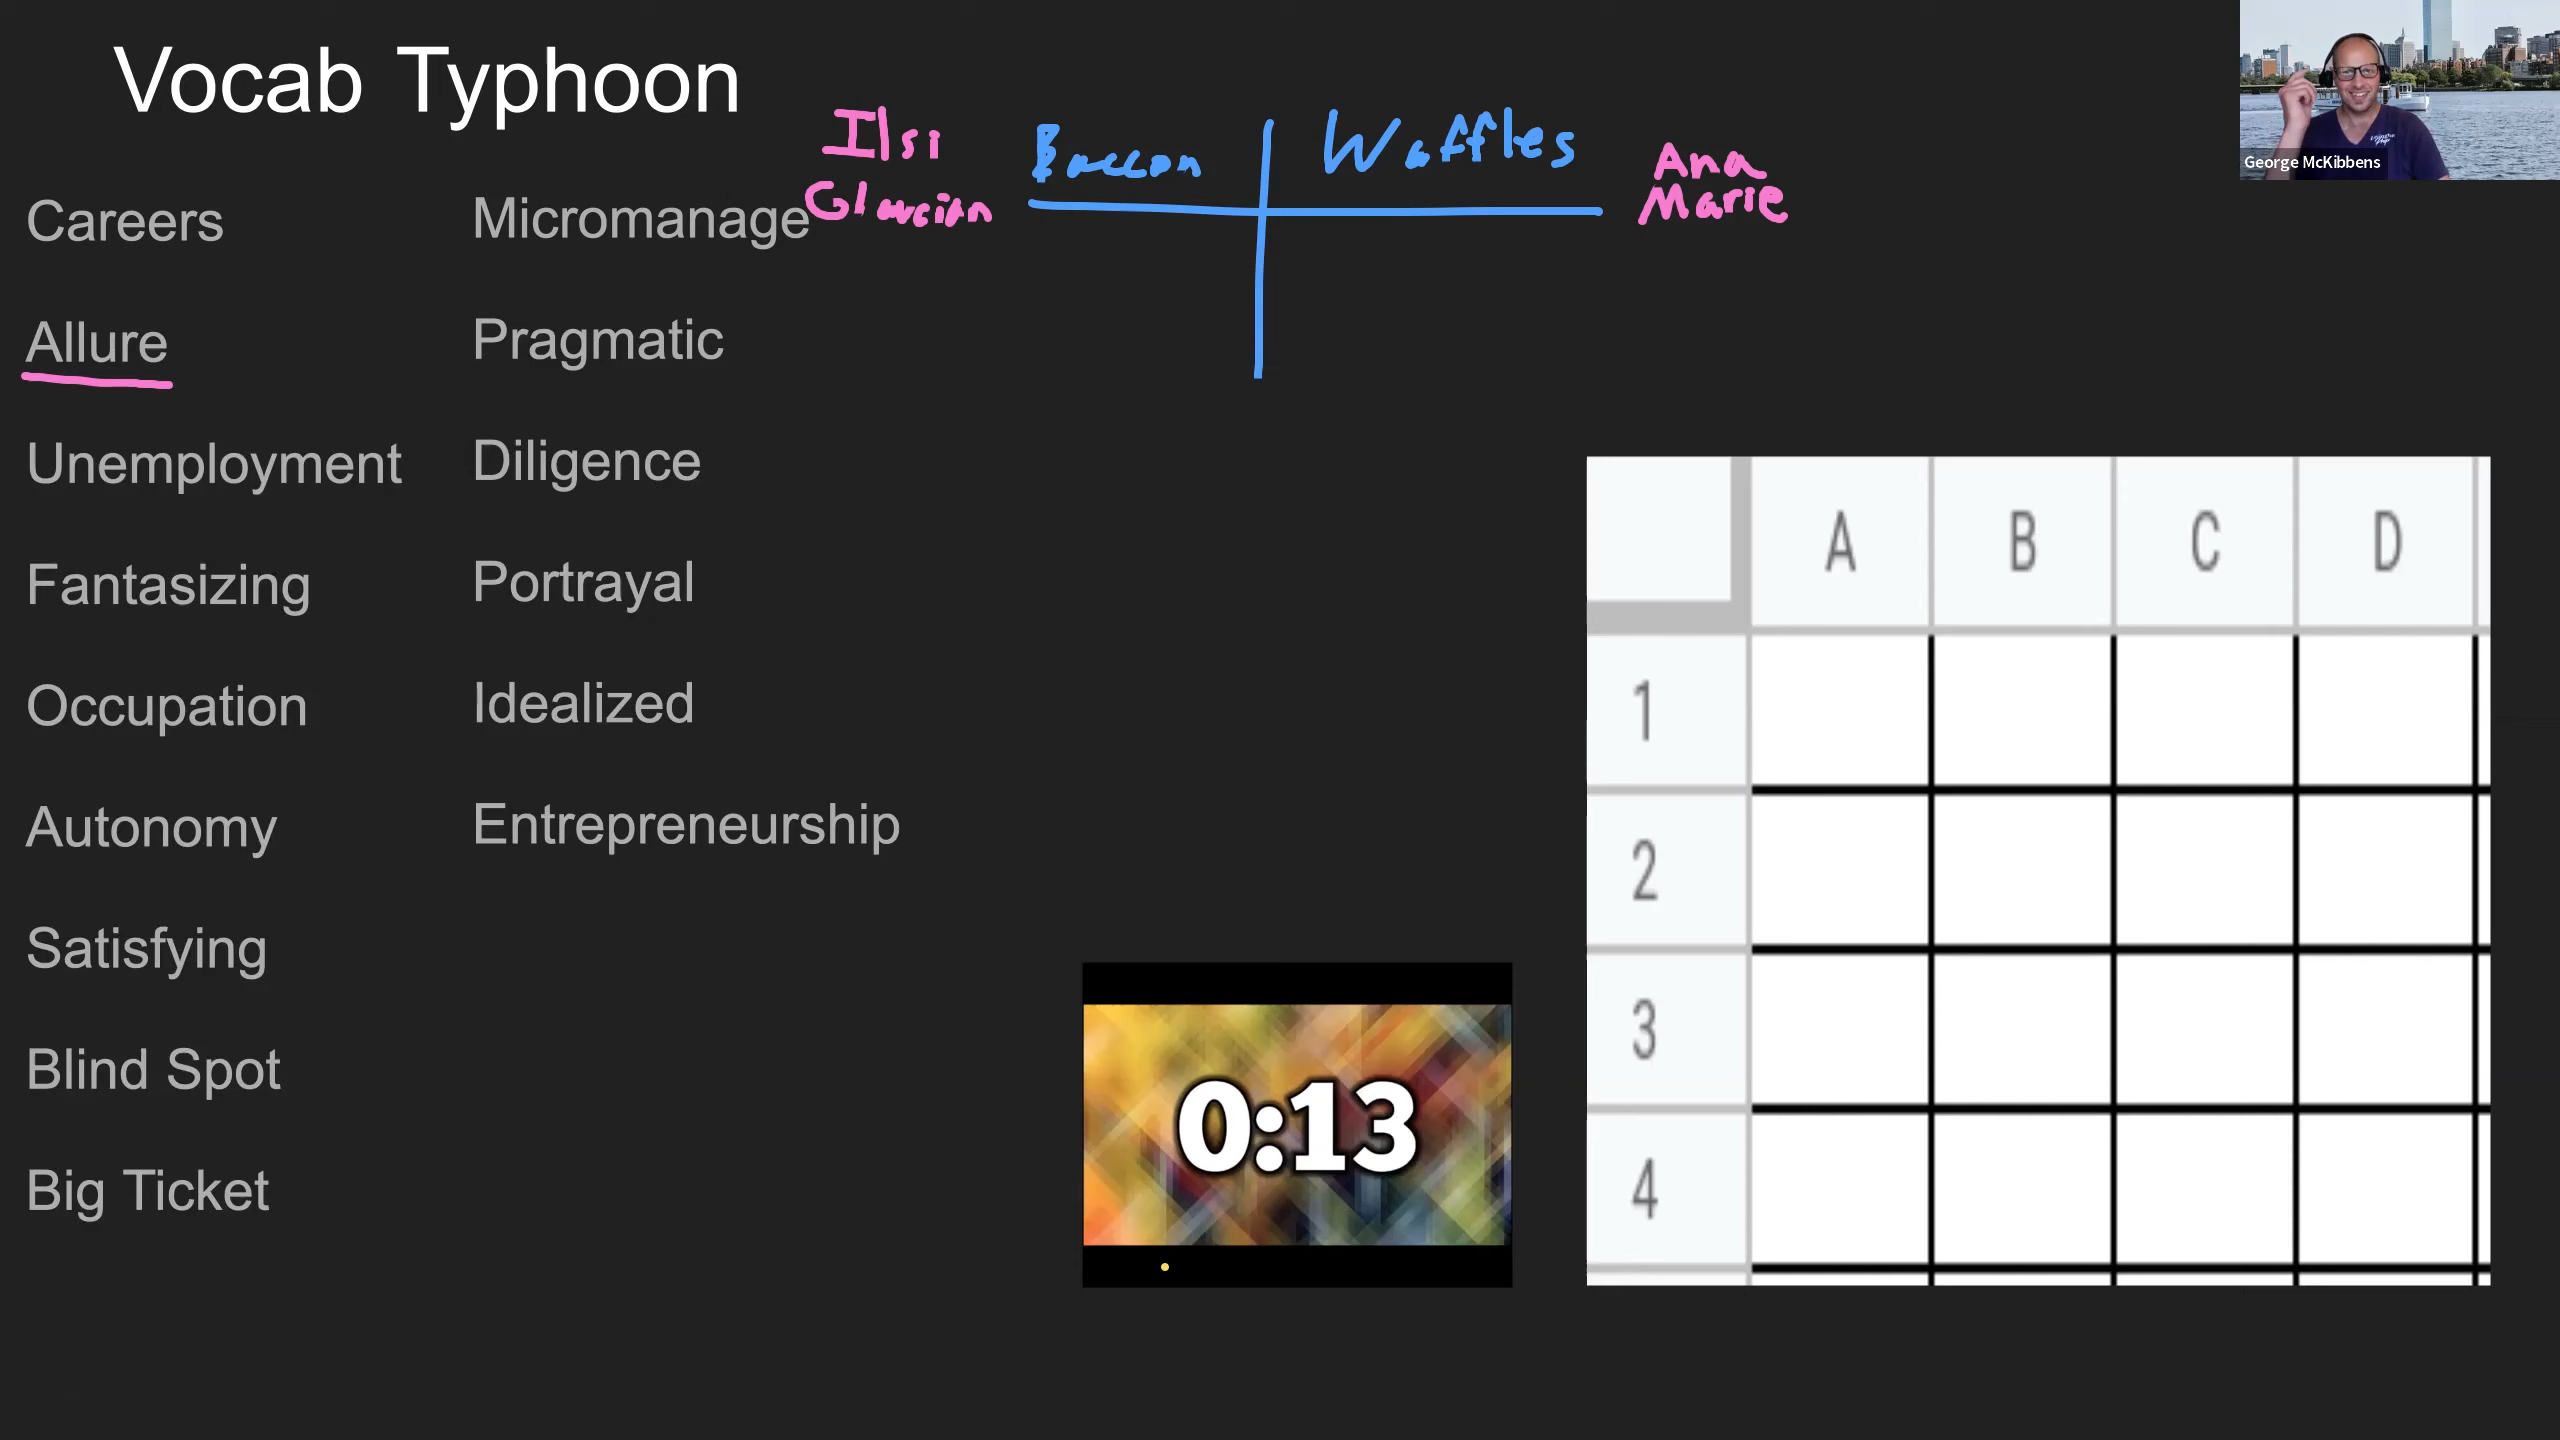 Vocab Typhoon
Ilsi
Baccon
Waffles
Ana
Marie
Careers
Micromanage
Allure
Pragmatic
Unemployment
Diligence
Fantasizing
Portrayal
Occupation
Idealized
Autonomy
Entrepreneurship
Satisfying
Blind Spot
Big Ticket
0:13
A B C D
1
2
3
4
George McKibbens